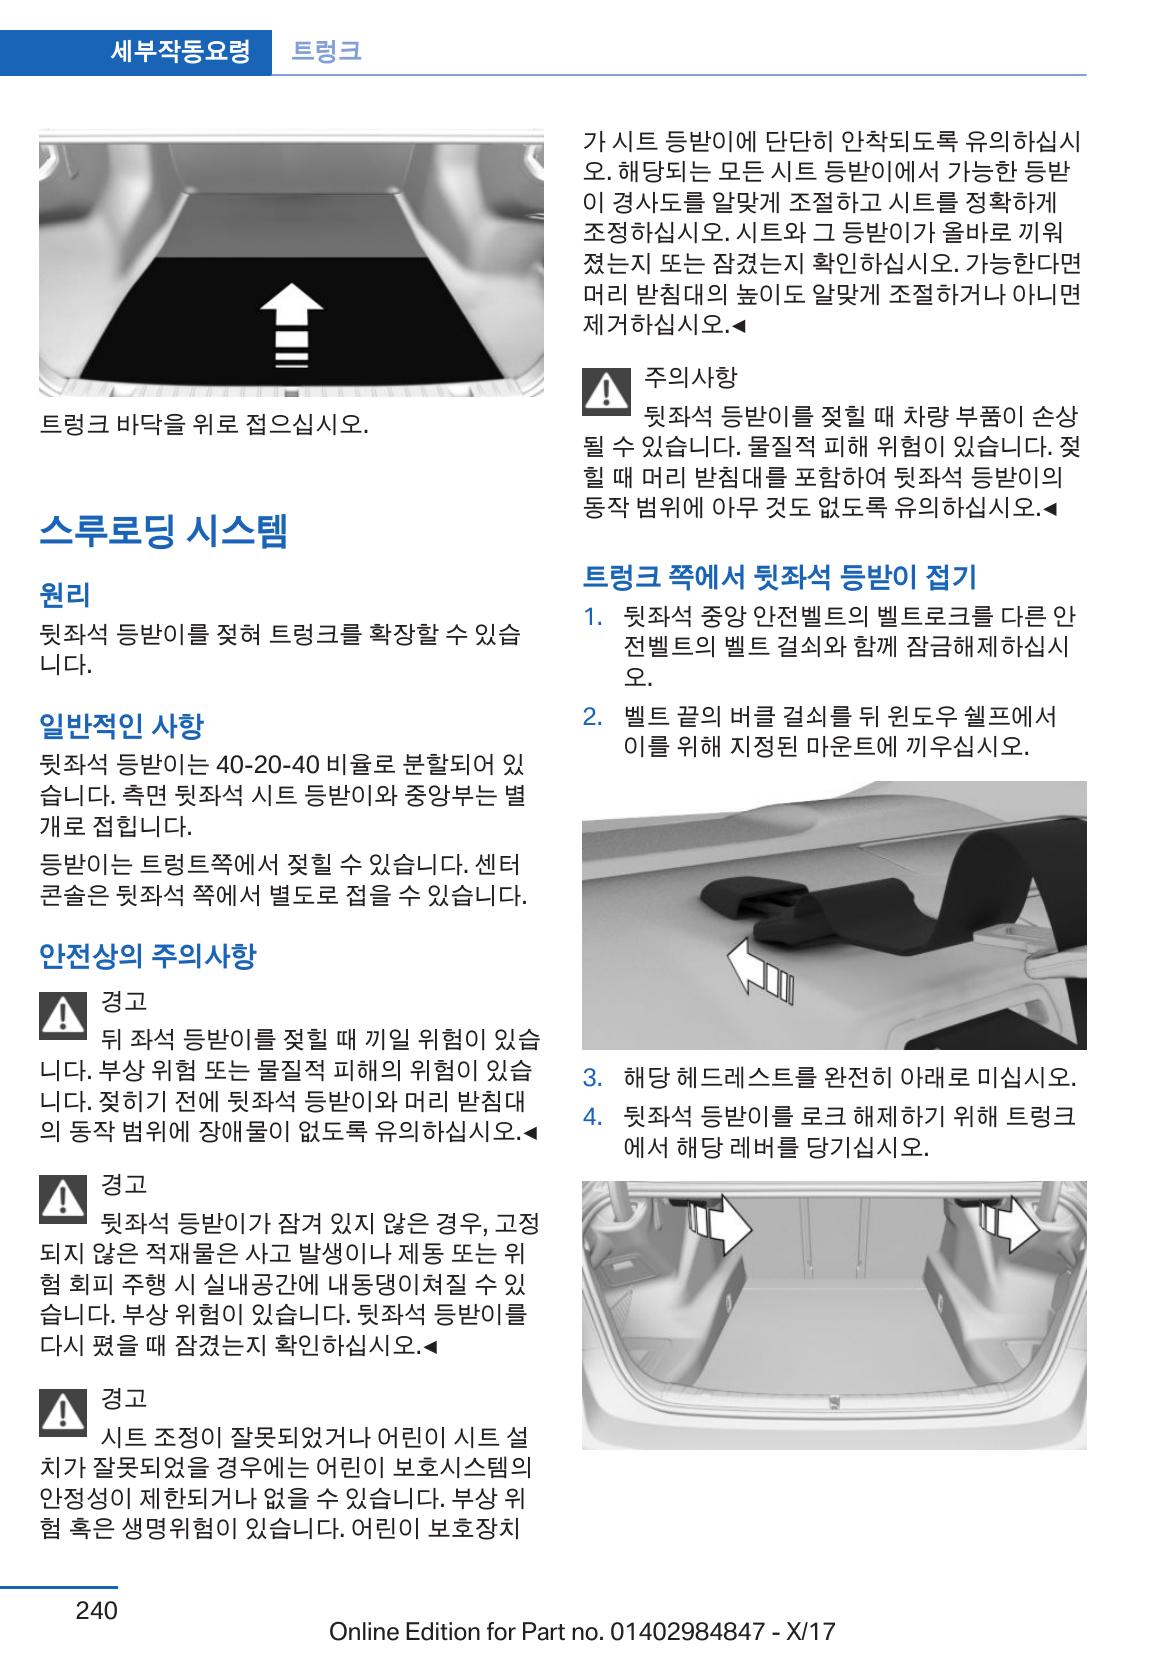 세부작동요령 트렁크
트렁크 바닥을 위로 접으십시오.
스루로딩 시스템
원리
뒷좌석 등받이를 젖혀 트렁크를 확장할 수 있습
니다.
일반적인 사항
뒷좌석 등받이는 40-20-40 비율로 분할되어 있
습니다. 측면 뒷좌석 시트 등받이와 중앙부는 별
개로 접힙니다.
등받이는 트렁트쪽에서 젖힐 수 있습니다. 센터
콘솔은 뒷좌석 쪽에서 별도로 접을 수 있습니다.
안전상의 주의사항
경고
뒤 좌석 등받이를 젖힐 때 끼일 위험이 있습
니다. 부상 위험 또는 물질적 피해의 위험이 있습
니다. 젖히기 전에 뒷좌석 등받이와 머리 받침대
의 동작 범위에 장애물이 없도록 유의하십시오.◄
경고
뒷좌석 등받이가 잠겨 있지 않은 경우, 고정
되지 않은 적재물은 사고 발생이나 제동 또는 위
험 회피 주행 시 실내공간에 내동댕이쳐질 수 있
습니다. 부상 위험이 있습니다. 뒷좌석 등받이를
다시 폈을 때 잠겼는지 확인하십시오.◄
경고
시트 조정이 잘못되었거나 어린이 시트 설
치가 잘못되었을 경우에는 어린이 보호시스템의
안정성이 제한되거나 없을 수 있습니다. 부상 위
험 혹은 생명위험이 있습니다. 어린이 보호장치
가 시트 등받이에 단단히 안착되도록 유의하십시
오. 해당되는 모든 시트 등받이에서 가능한 등받
이 경사도를 알맞게 조절하고 시트를 정확하게
조정하십시오. 시트와 그 등받이가 올바로 끼워
졌는지 또는 잠겼는지 확인하십시오. 가능한다면
머리 받침대의 높이도 알맞게 조절하거나 아니면
제거하십시오.◄
주의사항
뒷좌석 등받이를 젖힐 때 차량 부품이 손상
될 수 있습니다. 물질적 피해 위험이 있습니다. 젖
힐 때 머리 받침대를 포함하여 뒷좌석 등받이의
동작 범위에 아무 것도 없도록 유의하십시오.◄
트렁크 쪽에서 뒷좌석 등받이 접기
1. 뒷좌석 중앙 안전벨트의 벨트로크를 다른 안
전벨트의 벨트 걸쇠와 함께 잠금해제하십시
오.
2. 벨트 끝의 버클 걸쇠를 뒤 윈도우 쉘프에서
이를 위해 지정된 마운트에 끼우십시오.
3. 해당 헤드레스트를 완전히 아래로 미십시오.
4. 뒷좌석 등받이를 로크 해제하기 위해 트렁크
에서 해당 레버를 당기십시오.
240
Online Edition for Part no. 01402984847 - X/17